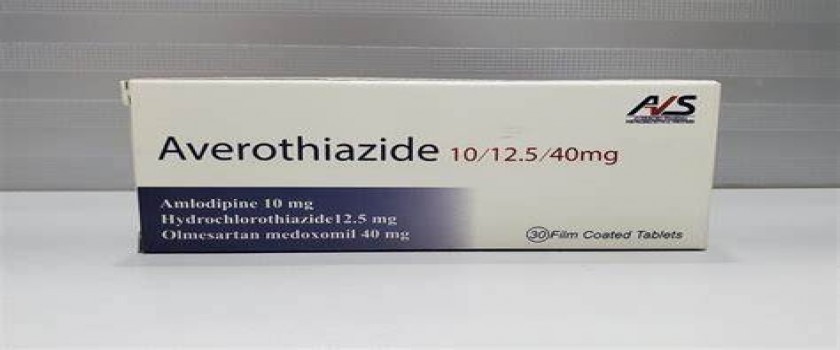 AVS
Averothiazide 10/12.5/40mg
Amlodipine 10 mg
Hydrochlorothiazide12.5 mg
Olmesartan medoxomil 40 mg
30 Film Coated Tablets